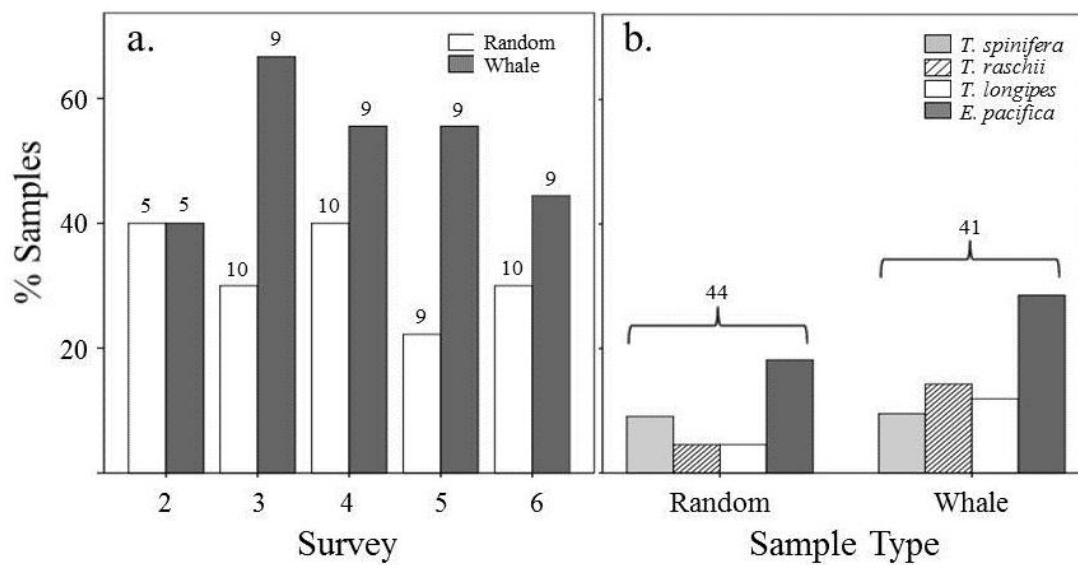 a.
Random
Whale
% Samples
60
40
20
5
5
10
9
10
9
9
9
10
9
2
3
4
5
6
Survey
b.
T. spinifera
T. raschii
T. longipes
E. pacifica
44
41
Random
Whale
Sample Type